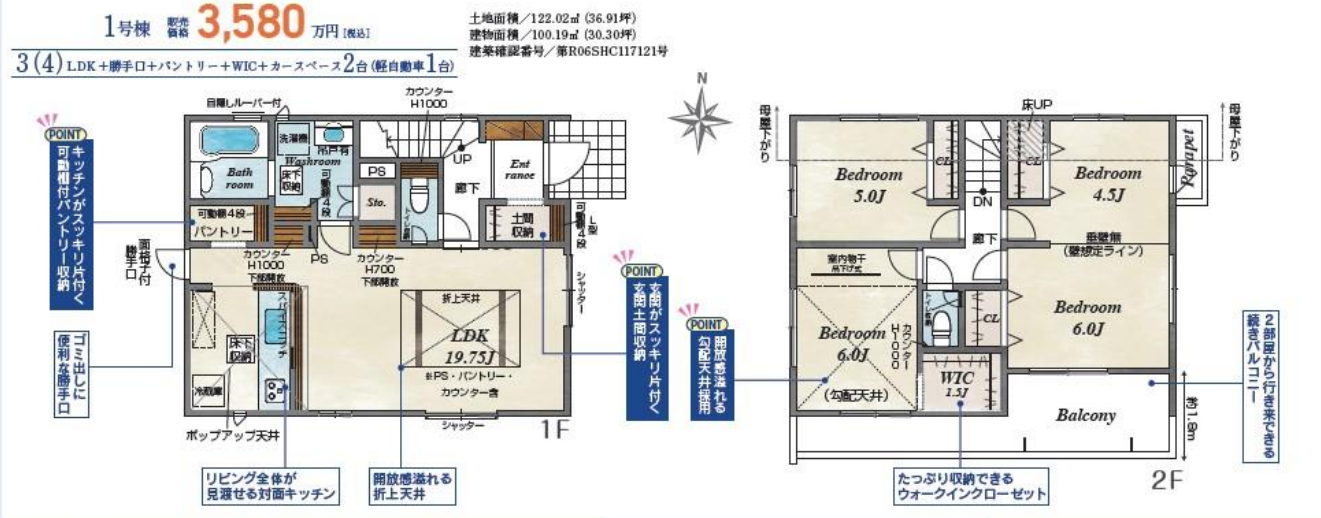 1号棟 販売価格 3,580万円 [税込]
3(4)LDK+勝手口+パントリー+WIC+カースペース2台(軽自動車1台)
土地面積/122.02㎡ (36.91坪)
建物面積/100.19㎡ (30.30坪)
建築確認番号/第R06SHC117121号
POINT
キッチンがスッキリ片付く
可動棚付パントリー収納
目隠しルーバー付
カウンター
H1000
洗濯機
吊戸有
Washroom
床下
収納
可動棚4段
Bath
room
PS
UP
Sto.
トイレ収納
廊下
Ent
rance
土間
収納
L型
可動棚4段
可動棚4段
パントリー
面格子付
勝手口
カウンター
H1000
下部開放
PS
カウンター
H700
下部開放
シャッター
スパイスニッチ
床下
収納
冷蔵庫
折上天井
LDK
19.75J
※PS・パントリー・
カウンター含
シャッター
ポップアップ天井
1F
ゴミ出しに
便利な勝手口
リビング全体が
見渡せる対面キッチン
開放感溢れる
折上天井
POINT
玄関がスッキリ片付く
玄関土間収納
N
POINT
開放感溢れる
勾配天井採用
母屋下がり
床UP
母屋下がり
Parapet
Bedroom
5.0J
CL
CL
Bedroom
4.5J
DN
廊下
垂壁無
(壁想定ライン)
室内物干
吊下げ式
Bedroom
6.0J
(勾配天井)
カウンター
H1000
トイレ収納
CL
Bedroom
6.0J
WIC
1.5J
Balcony
約1.8m
2F
たっぷり収納できる
ウォークインクローゼット
2部屋から行き来できる
続きバルコニー